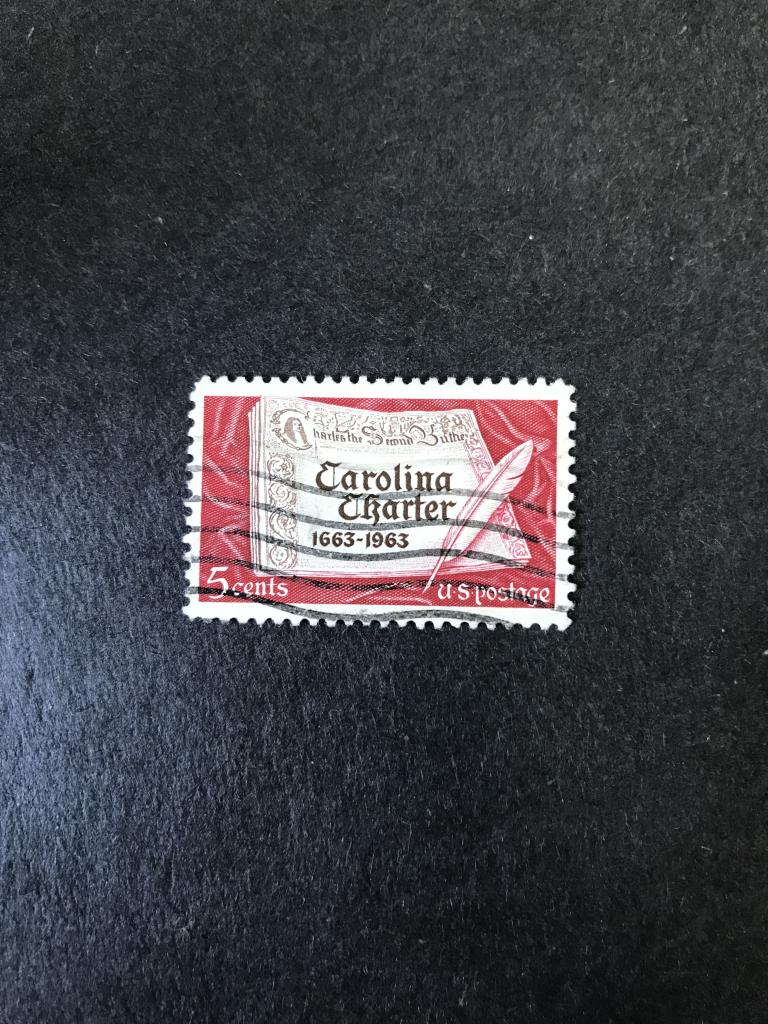 Charles the Second By the
Carolina
Charter
1663-1963
5 cents
U.S postage